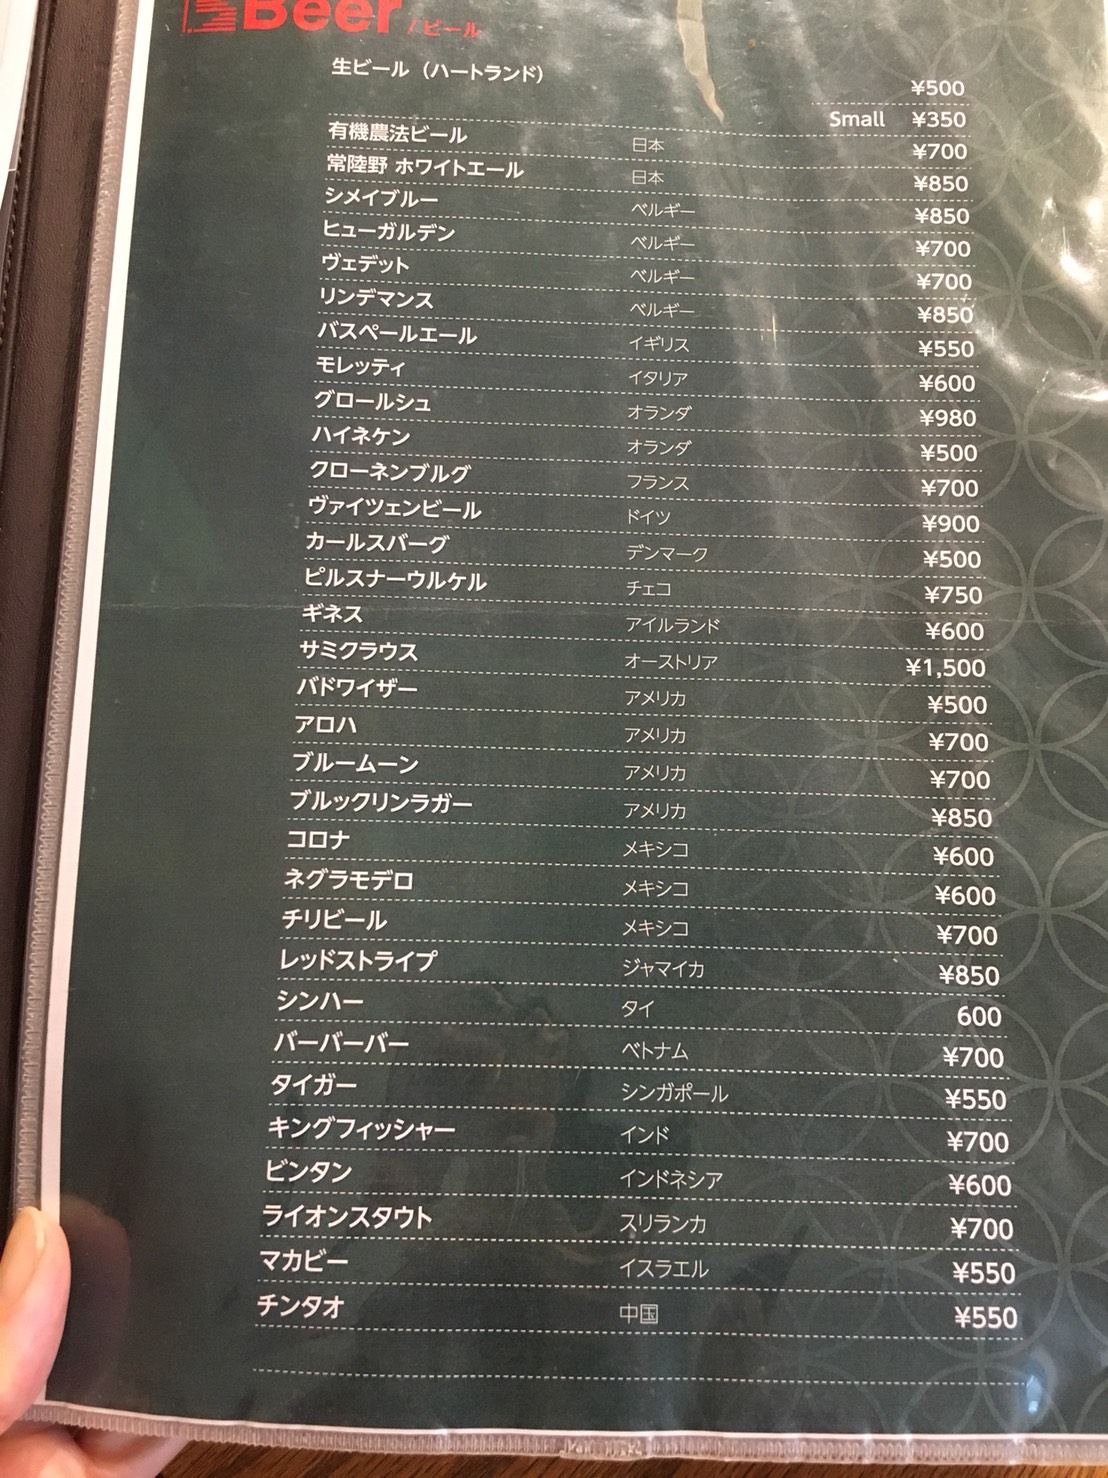 Beer / ビール
生ビール（ハートランド） ¥500
Small ¥350
有機農法ビール 日本 ¥700
常陸野 ホワイトエール 日本 ¥850
シメイブルー ベルギー ¥850
ヒューガルデン ベルギー ¥700
ヴェデット ベルギー ¥700
リンデマンス ベルギー ¥850
バスペールエール イギリス ¥550
モレッティ イタリア ¥600
グロールシュ オランダ ¥980
ハイネケン オランダ ¥500
クローネンブルグ フランス ¥700
ヴァイツェンビール ドイツ ¥900
カールスバーグ デンマーク ¥500
ピルスナーウルケル チェコ ¥750
ギネス アイルランド ¥600
サミクラウス オーストリア ¥1,500
バドワイザー アメリカ ¥500
アロハ アメリカ ¥700
ブルームーン アメリカ ¥700
ブルックリンラガー アメリカ ¥850
コロナ メキシコ ¥600
ネグラモデロ メキシコ ¥600
チリビール メキシコ ¥700
レッドストライプ ジャマイカ ¥850
シンハー タイ 600
バーバーバー ベトナム ¥700
タイガー シンガポール ¥550
キングフィッシャー インド ¥700
ビンタン インドネシア ¥600
ライオンスタウト スリランカ ¥700
マカビー イスラエル ¥550
チンタオ 中国 ¥550